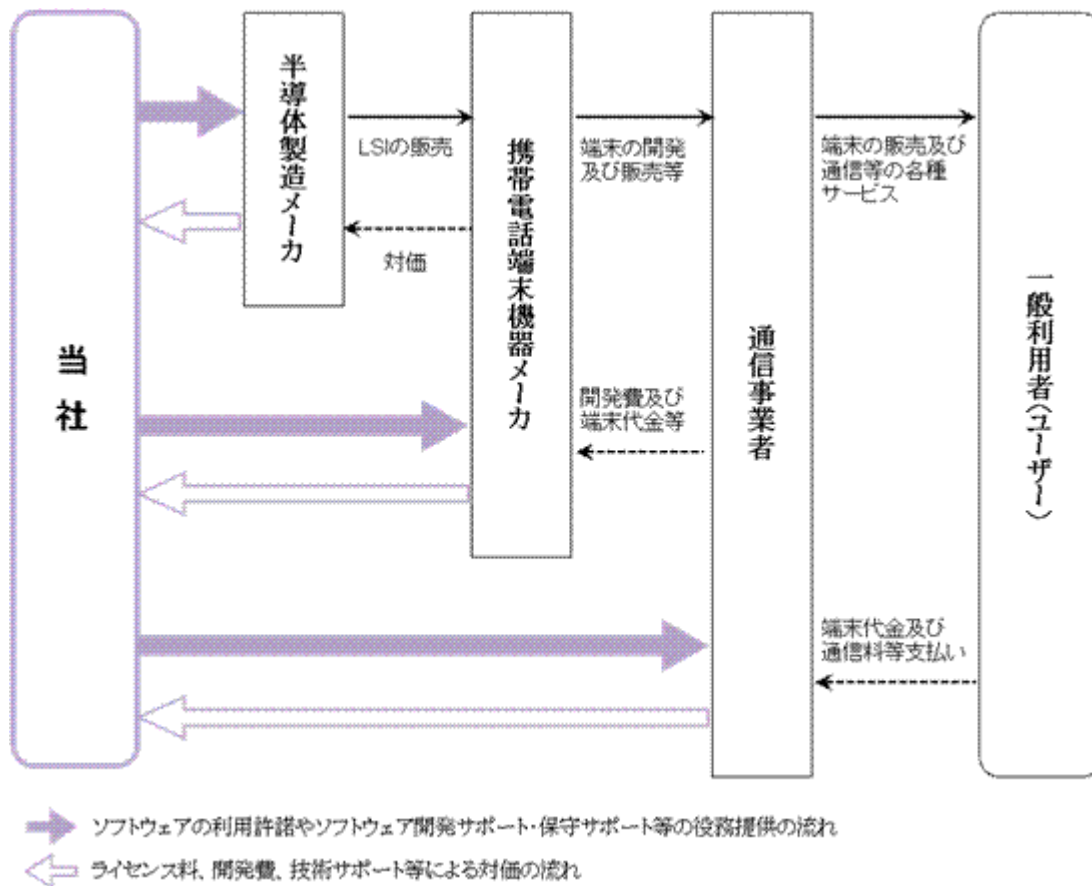 当社
半導体製造メーカ
LSIの販売
対価
携帯電話端末機器メーカ
端末の開発
及び販売等
開発費及び
端末代金等
通信事業者
端末の販売及び
通信等の各種
サービス
端末代金及び
通信料等支払い
一般利用者(ユーザー)
ソフトウェアの利用許諾やソフトウェア開発サポート・保守サポート等の役務提供の流れ
ライセンス料、開発費、技術サポート等による対価の流れ